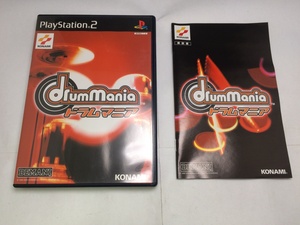 PlayStation.2
KONAMI
drumMania
ドラムマニア
BEMANI
KONAMI
KONAMI
drumMania
ドラムマニア
KONAMI